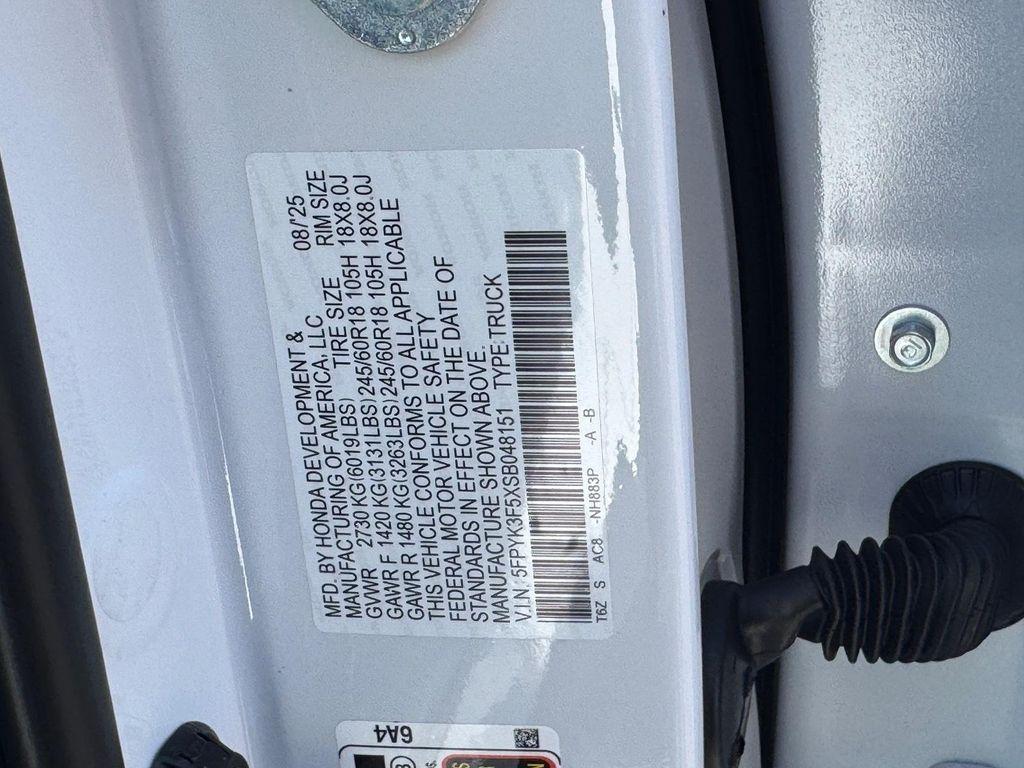 MFD. BY HONDA DEVELOPMENT &
MANUFACTURING OF AMERICA, LLC 08/'25
GVWR 2730 KG(6019LBS) TIRE SIZE RIM SIZE
GAWR F 1420 KG(3131LBS)245/60R18 105H 18X8.0J
GAWR R 1480 KG(3263LBS)245/60R18 105H 18X8.0J
THIS VEHICLE CONFORMS TO ALL APPLICABLE
FEDERAL MOTOR VEHICLE SAFETY
STANDARDS IN EFFECT ON THE DATE OF
MANUFACTURE SHOWN ABOVE.
V.I.N: 5FPYK3F5XSB048151 TYPE:TRUCK
T6Z S AC8 -NH883P -A -B
6A4